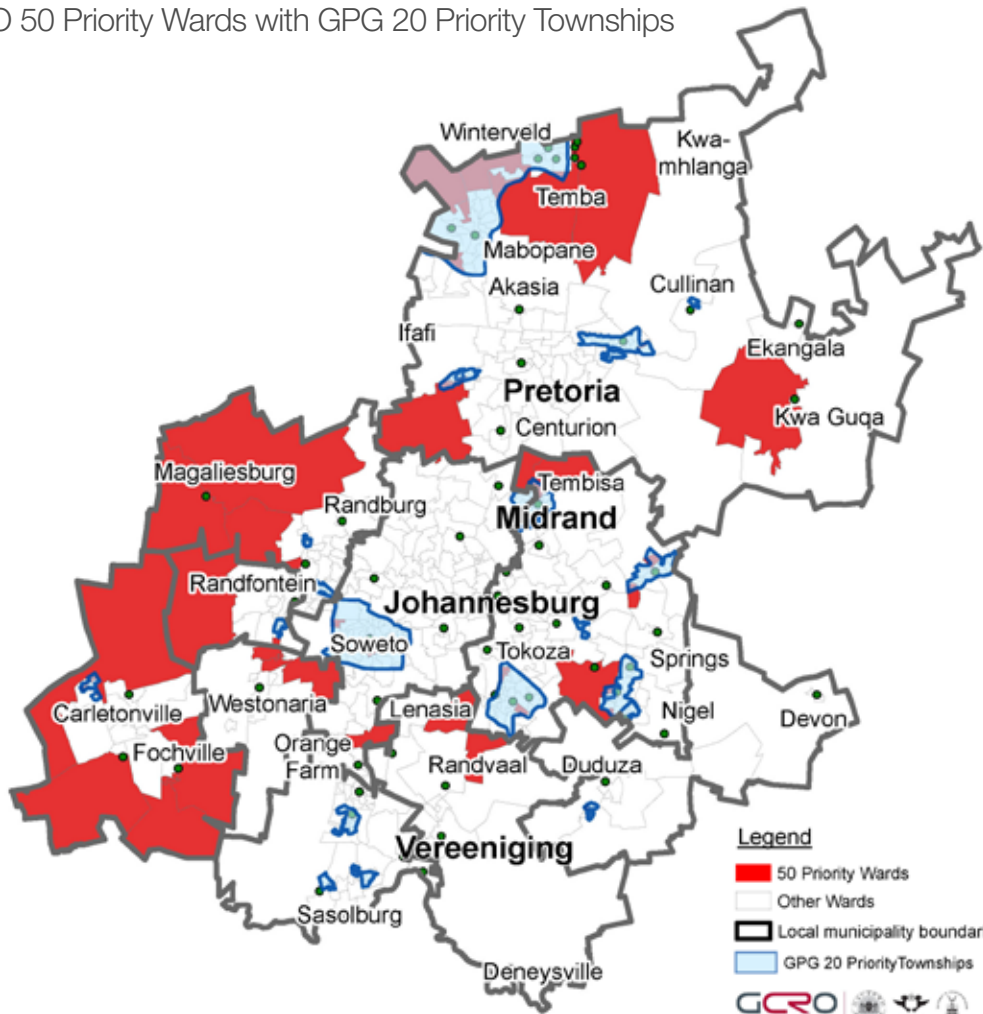 O 50 Priority Wards with GPG 20 Priority Townships
Winterveld
Kwa-
mhlanga
Temba
Mabopane
Akasia
Cullinan
Ifafi
Ekangala
Pretoria
Kwa Guqa
Centurion
Magaliesburg
Tembisa
Randburg
Midrand
Randfontein
Johannesburg
Soweto
Tokoza
Springs
Westonaria
Lenasia
Carletonville
Nigel
Devon
Orange
Farm
Fochville
Randvaal
Duduza
Vereeniging
Sasolburg
Deneysville
Legend
50 Priority Wards
Other Wards
Local municipality boundar
GPG 20 PriorityTownships
GCRO